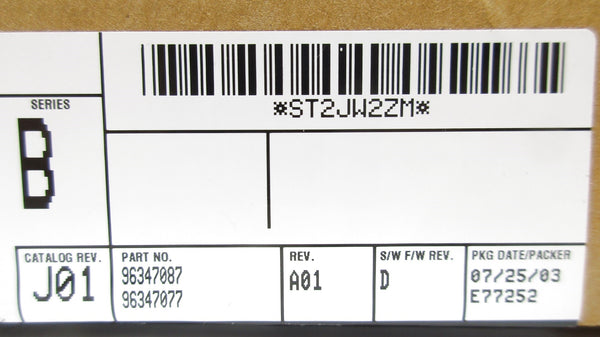 *ST2JW2ZM*
SERIES
B
CATALOG REV.
J01
PART NO.
96347087
96347077
REV.
A01
S/W F/W REV.
D
PKG DATE/PACKER
07/25/03
E77252